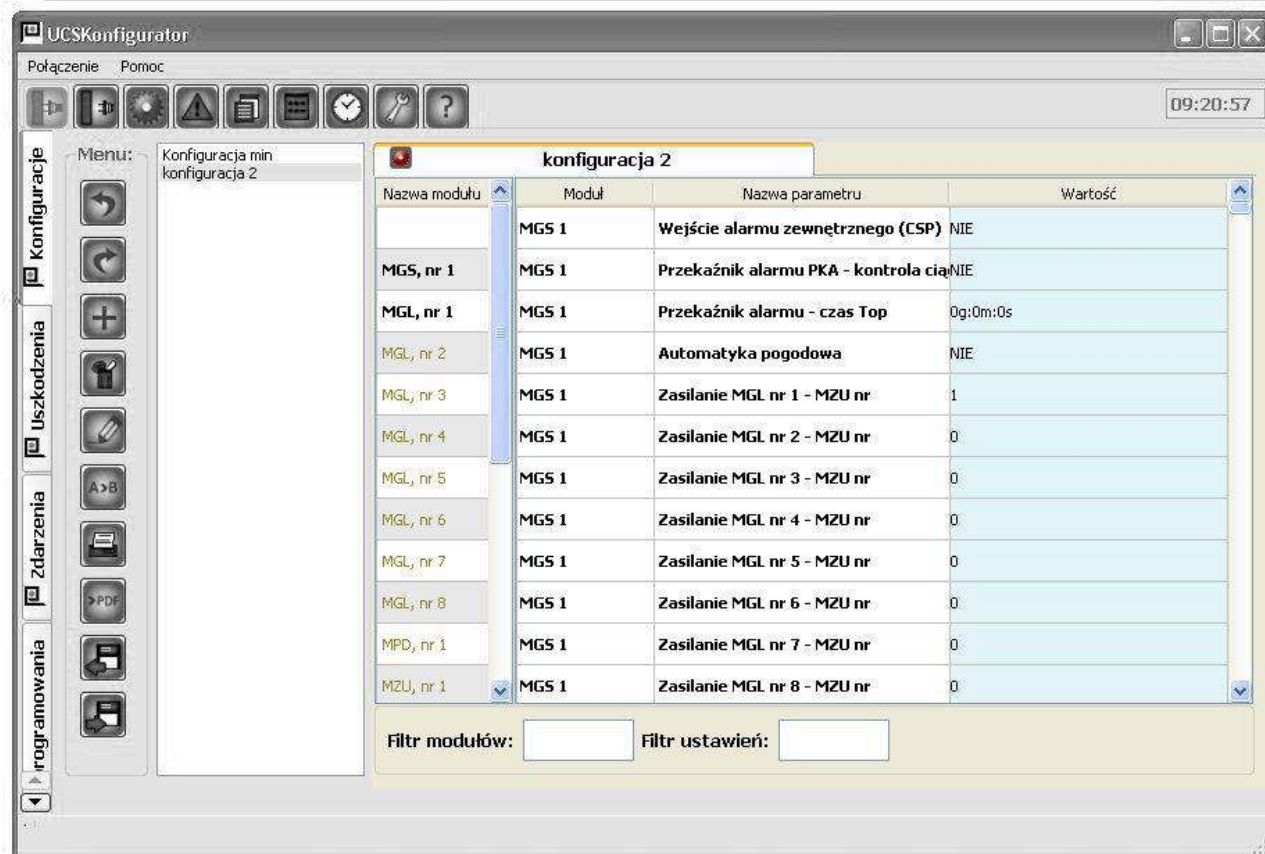 UCSKonfigurator
Połączenie Pomoc
09:20:57
Konfiguracje
Uszkodzenia
Zdarzenia
rogramowania
Menu:
A>B
>PDF
Konfiguracja min
konfiguracja 2
konfiguracja 2
Nazwa modułu Moduł Nazwa parametru Wartość
MGS 1 Wejście alarmu zewnętrznego (CSP) NIE
MGS, nr 1 MGS 1 Przekaźnik alarmu PKA - kontrola cią NIE
MGL, nr 1 MGS 1 Przekaźnik alarmu - czas Top 0g:0m:0s
MGL, nr 2 MGS 1 Automatyka pogodowa NIE
MGL, nr 3 MGS 1 Zasilanie MGL nr 1 - MZU nr 1
MGL, nr 4 MGS 1 Zasilanie MGL nr 2 - MZU nr 0
MGL, nr 5 MGS 1 Zasilanie MGL nr 3 - MZU nr 0
MGL, nr 6 MGS 1 Zasilanie MGL nr 4 - MZU nr 0
MGL, nr 7 MGS 1 Zasilanie MGL nr 5 - MZU nr 0
MGL, nr 8 MGS 1 Zasilanie MGL nr 6 - MZU nr 0
MPD, nr 1 MGS 1 Zasilanie MGL nr 7 - MZU nr 0
MZU, nr 1 MGS 1 Zasilanie MGL nr 8 - MZU nr 0
Filtr modułów: Filtr ustawień: